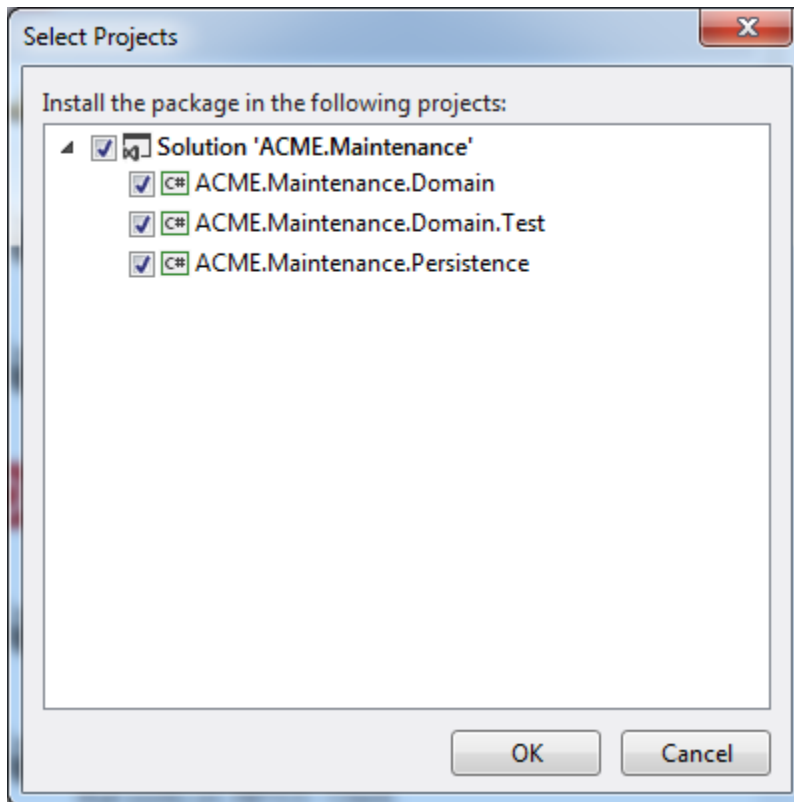 Select Projects
Install the package in the following projects:
Solution 'ACME.Maintenance'
C# ACME.Maintenance.Domain
C# ACME.Maintenance.Domain.Test
C# ACME.Maintenance.Persistence
OK Cancel